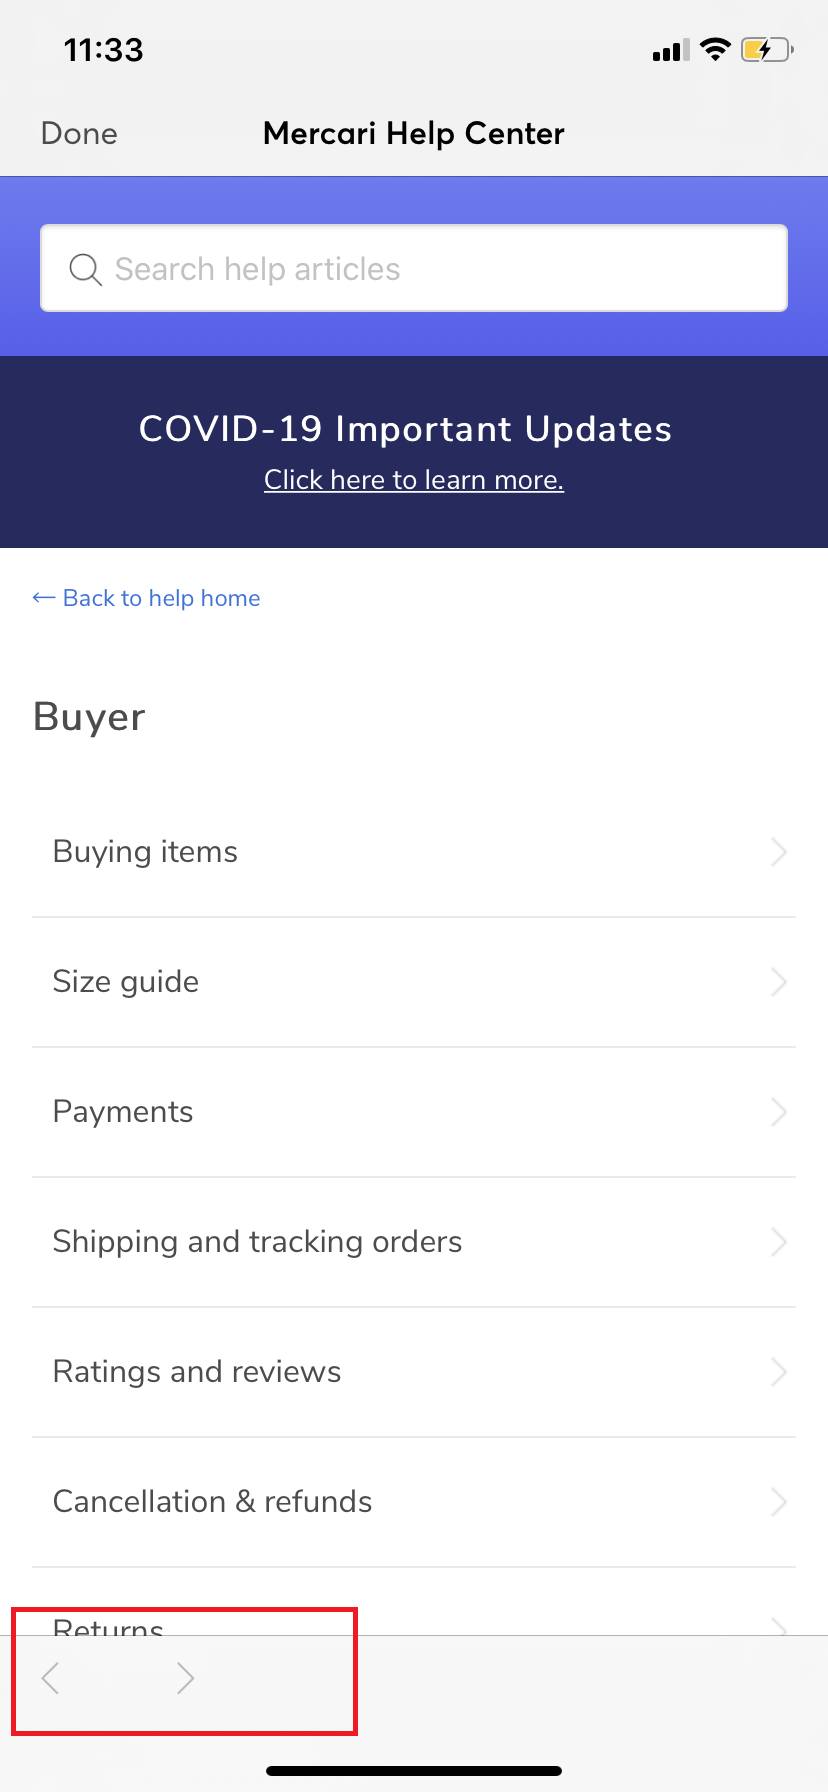 11:33
Done
Mercari Help Center
Search help articles
COVID-19 Important Updates
Click here to learn more.
← Back to help home
Buyer
Buying items
Size guide
Payments
Shipping and tracking orders
Ratings and reviews
Cancellation & refunds
Returns